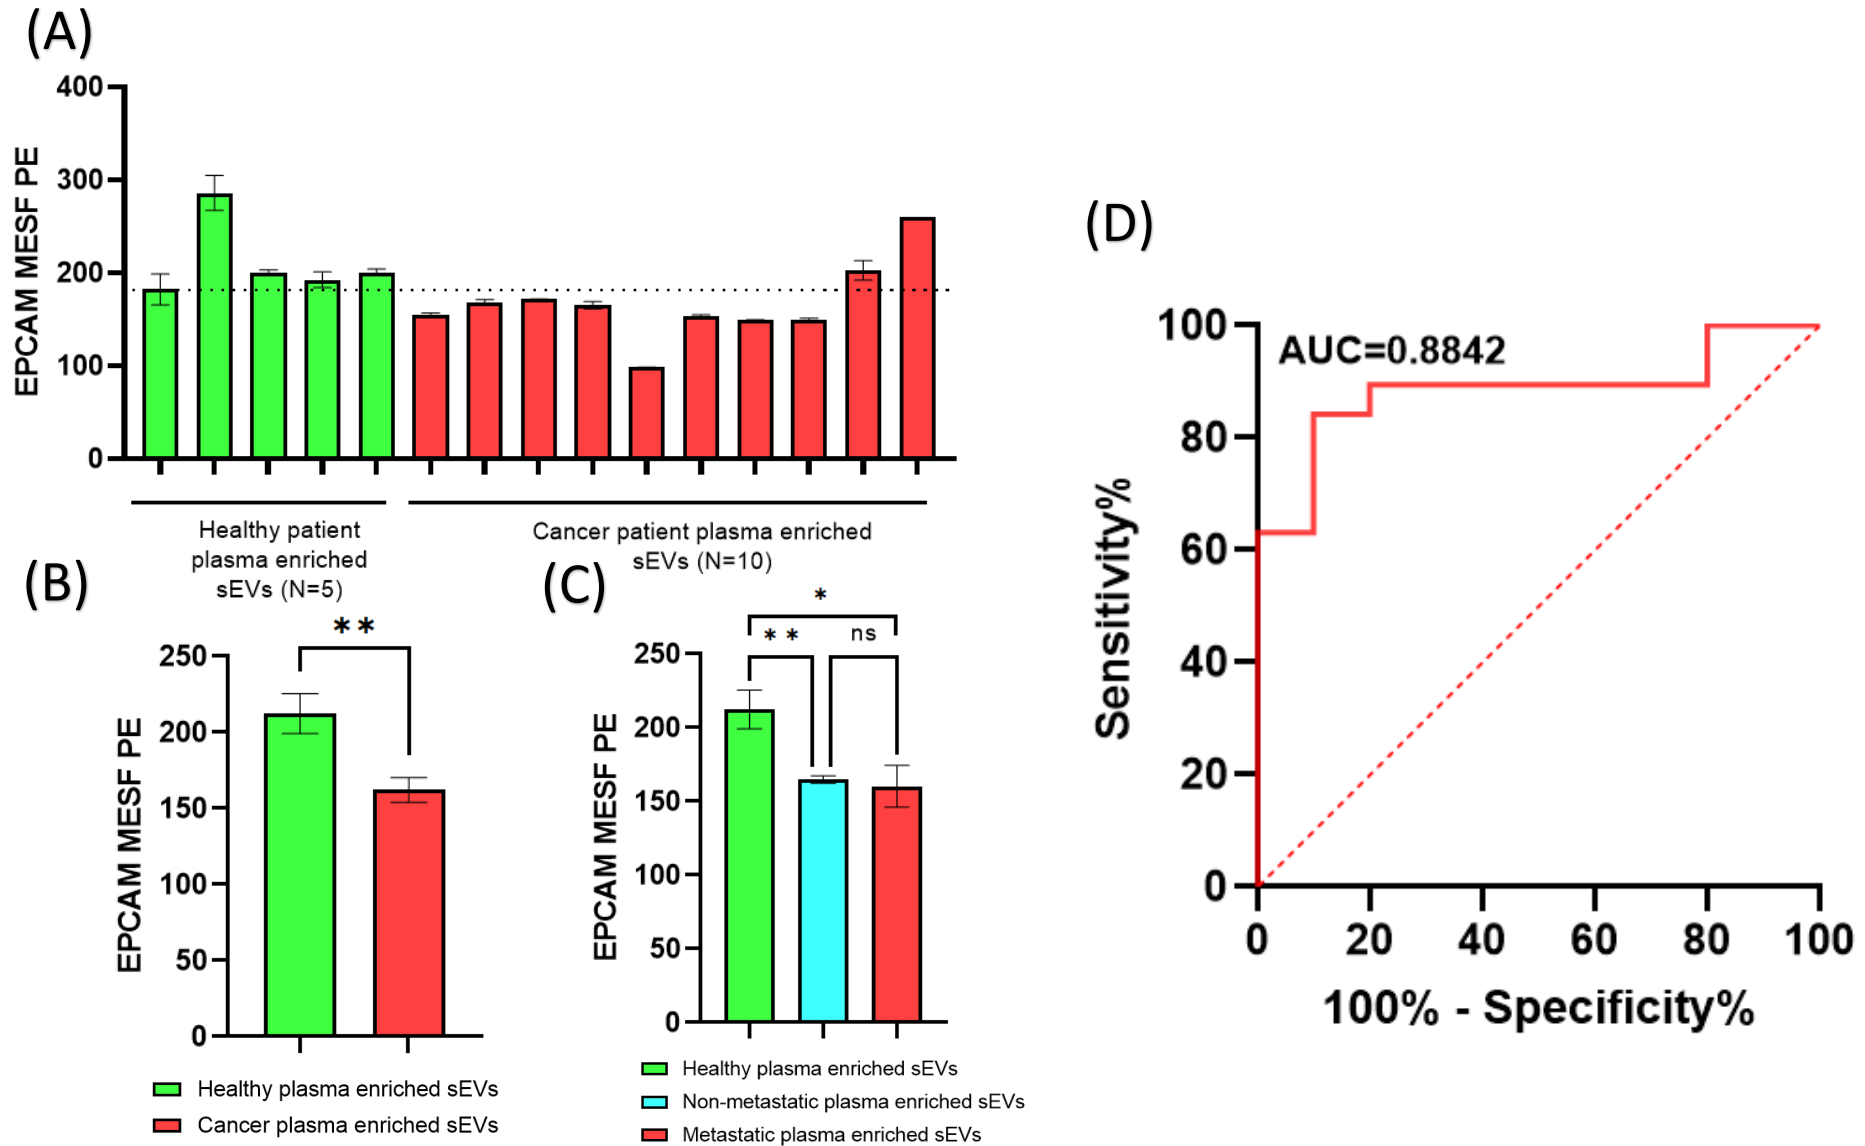 (A)
400
300
200
100
0
EPCAM MESF PE
Healthy patient
plasma enriched
sEVs (N=5)
Cancer patient plasma enriched
sEVs (N=10)
(B)
**
250
200
150
100
50
0
EPCAM MESF PE
Healthy plasma enriched sEVs
Cancer plasma enriched sEVs
(C)
*
** ns
250
200
150
100
50
0
EPCAM MESF PE
Healthy plasma enriched sEVs
Non-metastatic plasma enriched sEVs
Metastatic plasma enriched sEVs
(D)
AUC=0.8842
100
80
60
40
20
0
Sensitivity%
0 20 40 60 80 100
100% - Specificity%